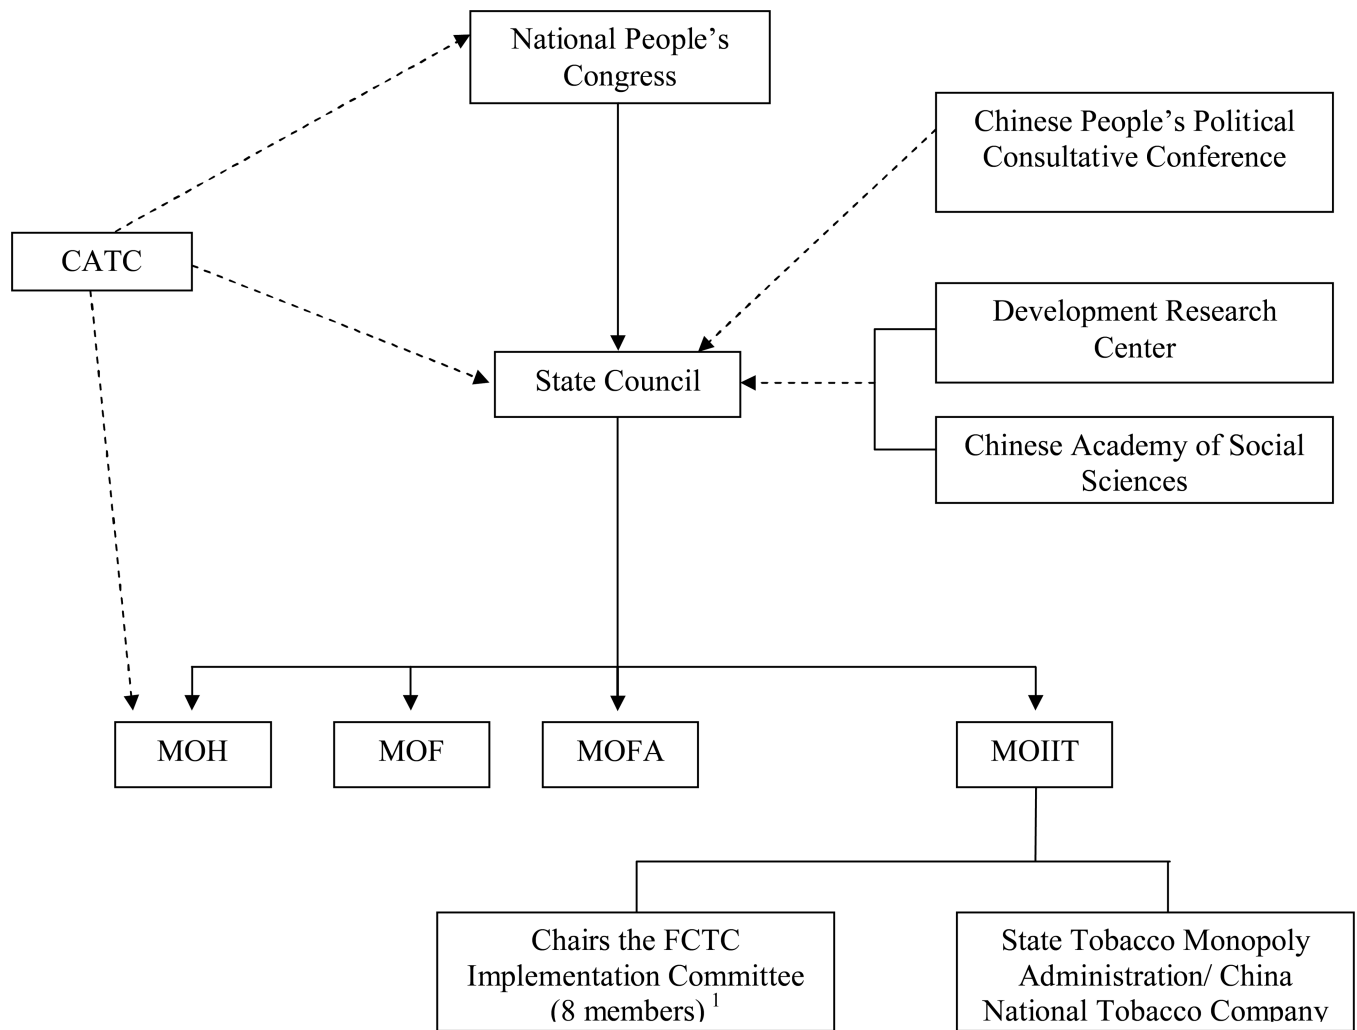 National People’s
Congress
Chinese People’s Political
Consultative Conference
CATC
Development Research
Center
State Council
Chinese Academy of Social
Sciences
MOH
MOF
MOFA
MOIIT
Chairs the FCTC
Implementation Committee
(8 members) 1
State Tobacco Monopoly
Administration/ China
National Tobacco Company